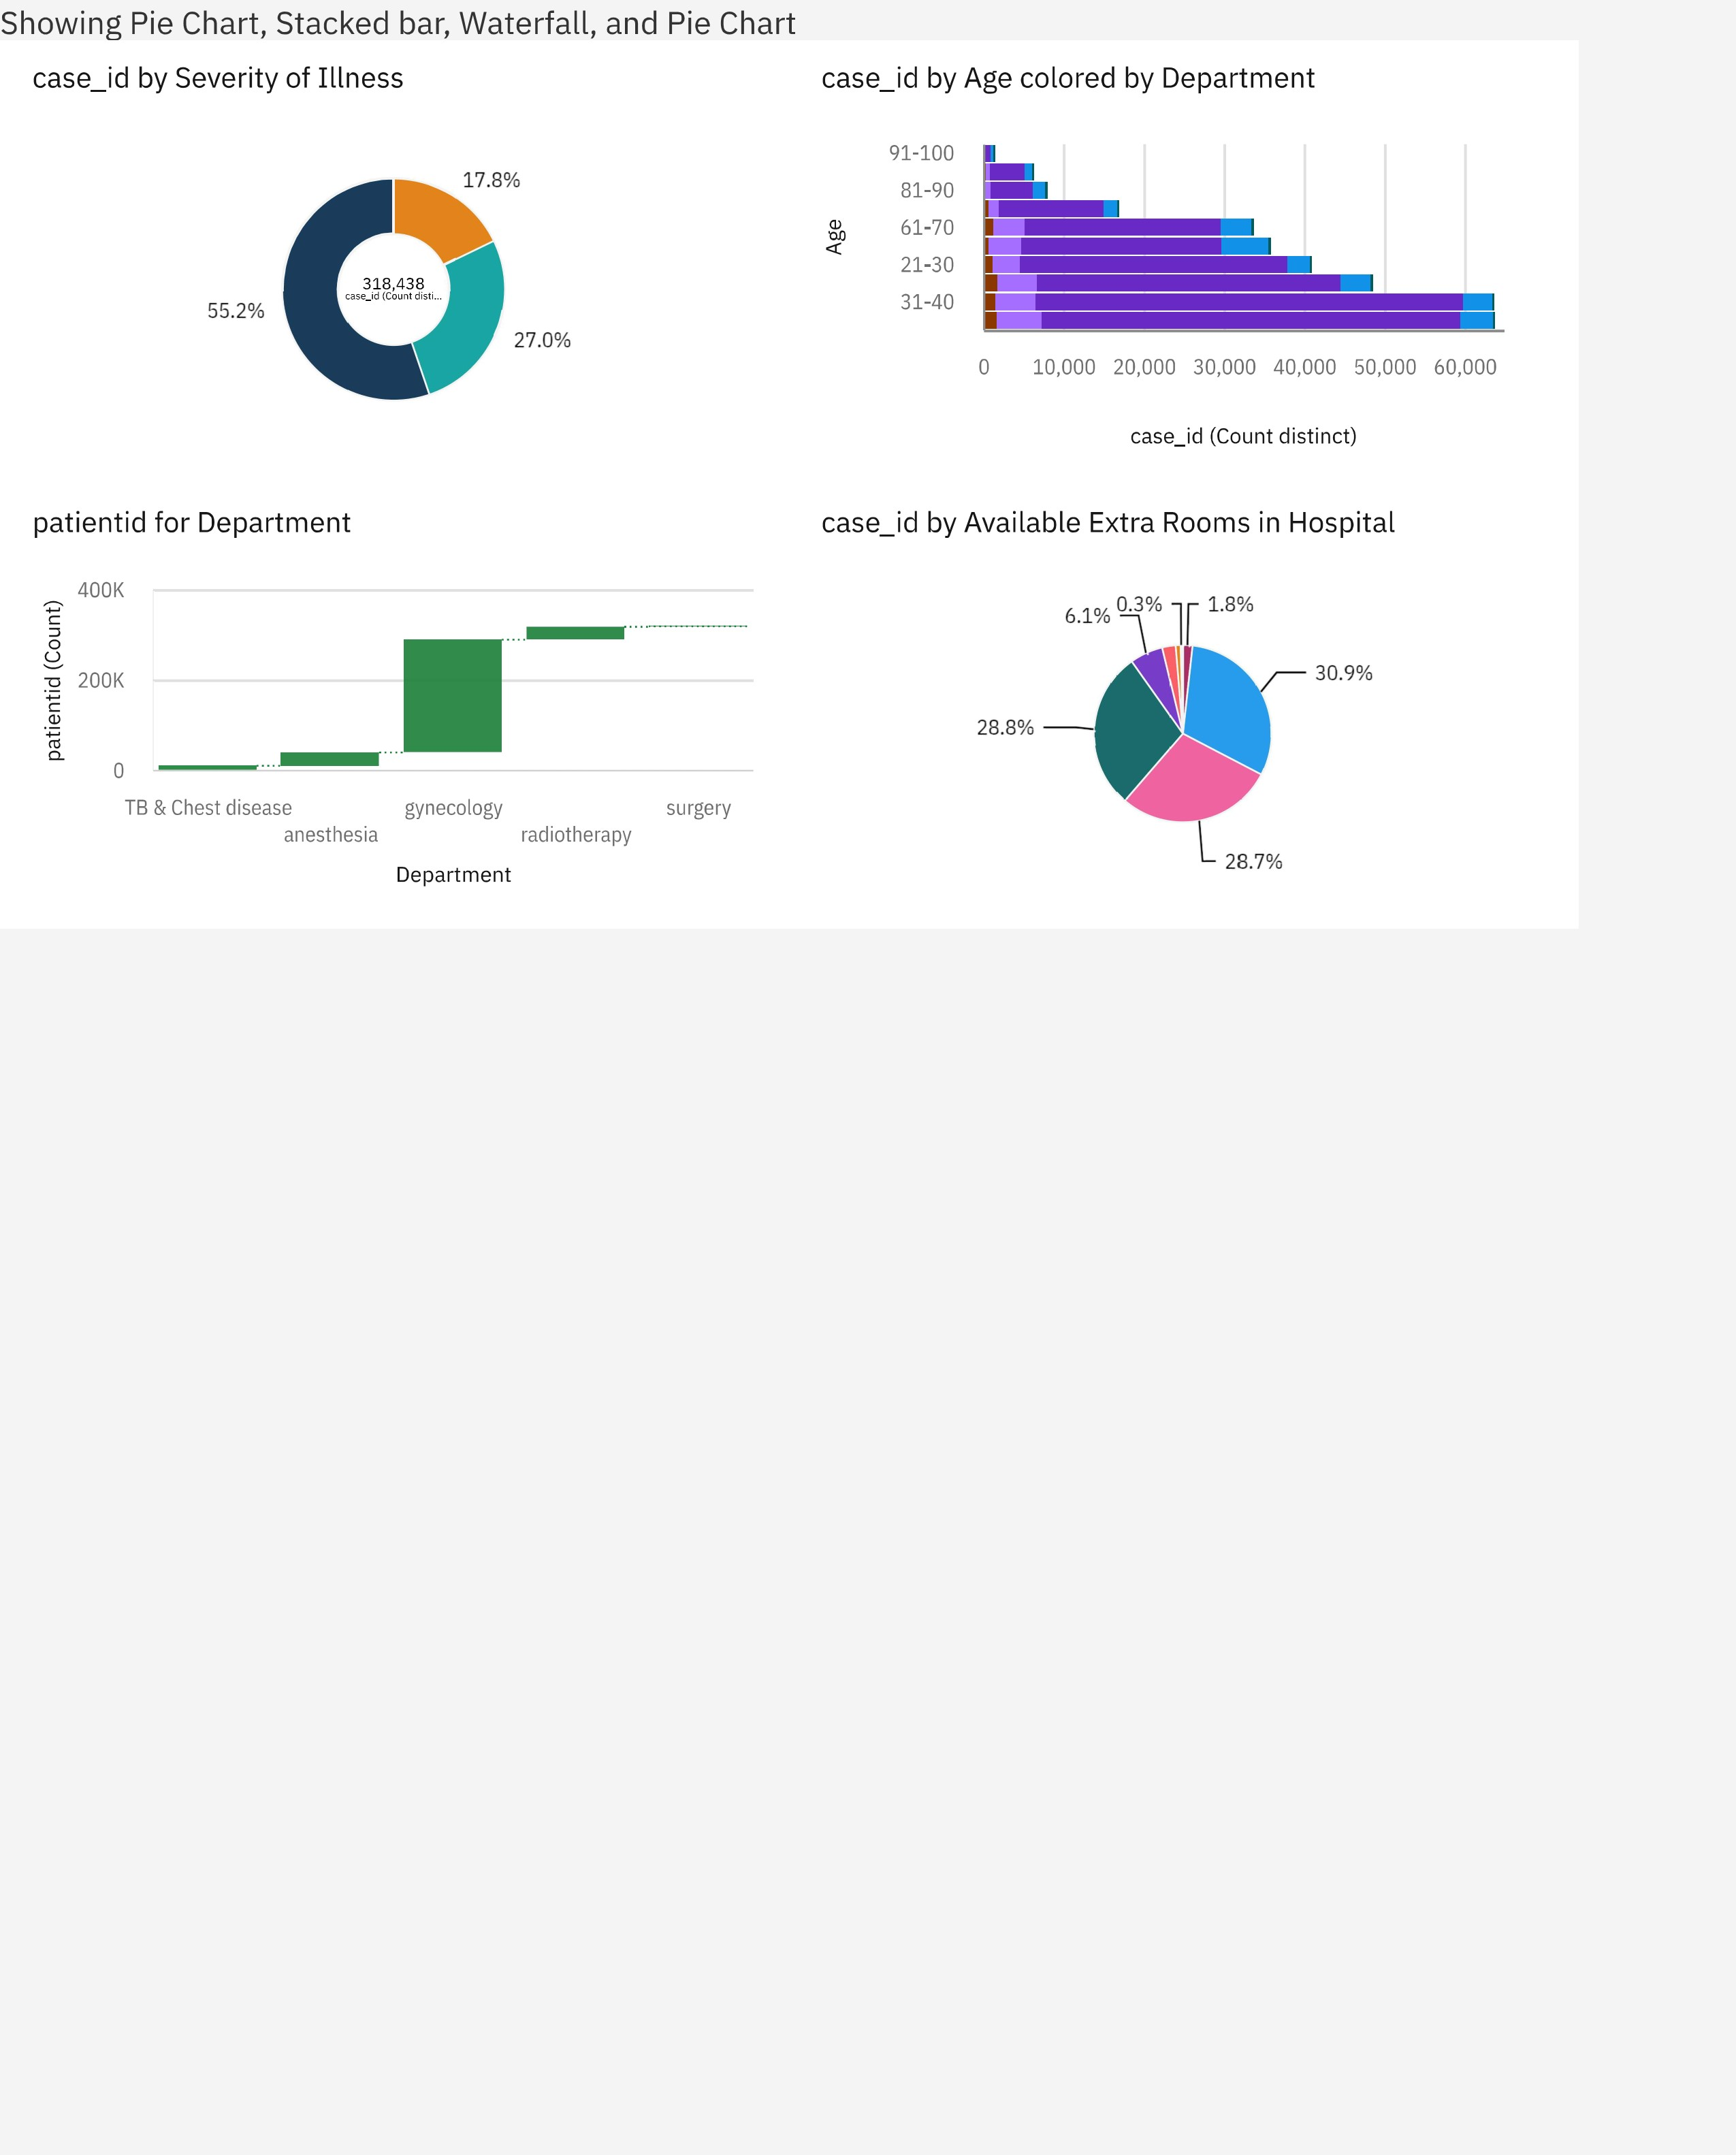 Showing Pie Chart, Stacked bar, Waterfall, and Pie Chart
case_id by Severity of Illness
17.8%
318,438
case_id (Count disti...
55.2%
27.0%
case_id by Age colored by Department
91-100
81-90
61-70
21-30
31-40
Age
0 10,000 20,000 30,000 40,000 50,000 60,000
case_id (Count distinct)
patientid for Department
400K
200K
0
patientid (Count)
TB & Chest disease
anesthesia
gynecology
radiotherapy
surgery
Department
case_id by Available Extra Rooms in Hospital
6.1%
0.3%
1.8%
30.9%
28.8%
28.7%